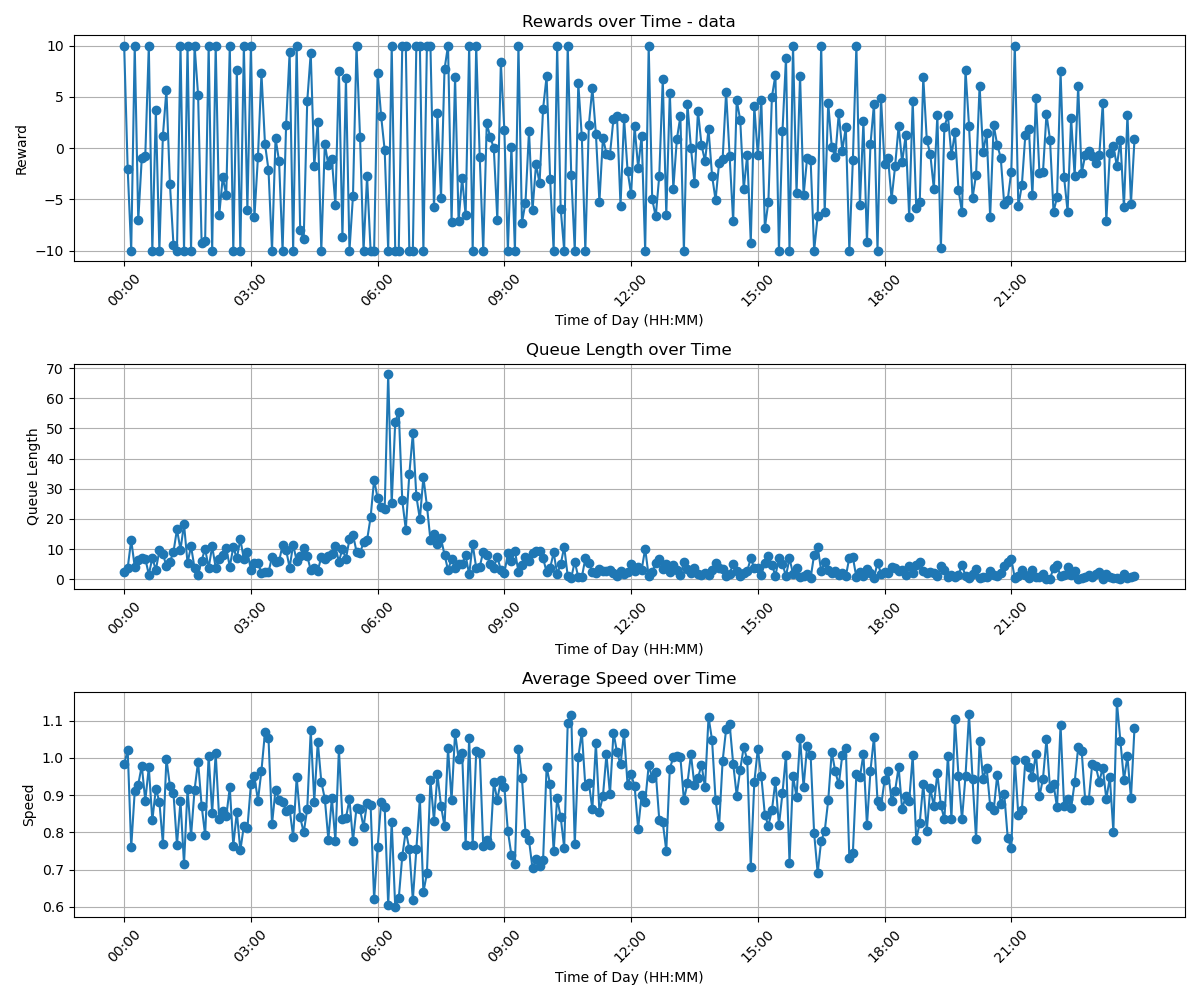 Rewards over Time - data
Reward
10
5
0
−5
−10
00:00 03:00 06:00 09:00 12:00 15:00 18:00 21:00
Time of Day (HH:MM)
Queue Length over Time
Queue Length
70
60
50
40
30
20
10
0
00:00 03:00 06:00 09:00 12:00 15:00 18:00 21:00
Time of Day (HH:MM)
Average Speed over Time
Speed
1.1
1.0
0.9
0.8
0.7
0.6
00:00 03:00 06:00 09:00 12:00 15:00 18:00 21:00
Time of Day (HH:MM)